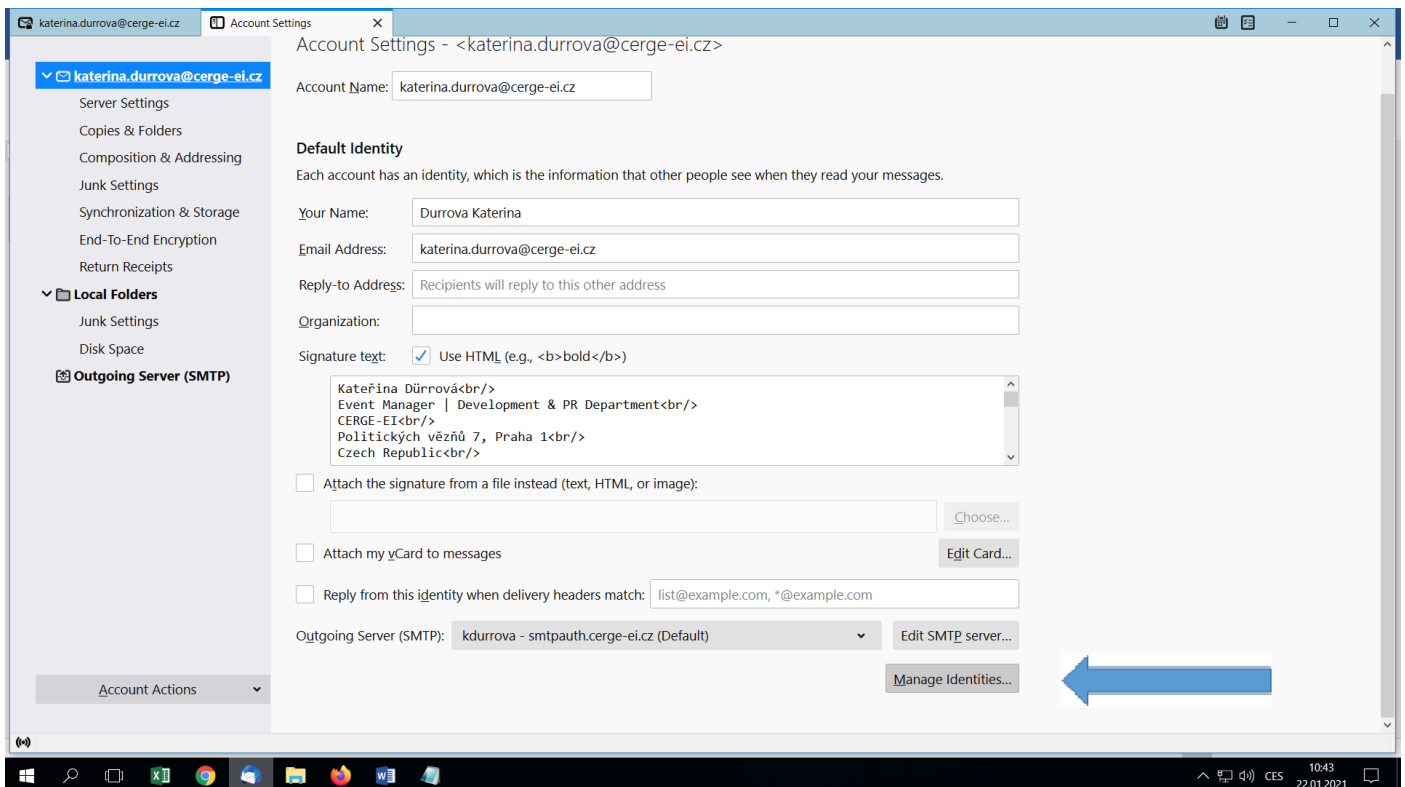 katerina.durrova@cerge-ei.cz
Account Settings
Account Settings - <katerina.durrova@cerge-ei.cz>
katerina.durrova@cerge-ei.cz
Server Settings
Copies & Folders
Composition & Addressing
Junk Settings
Synchronization & Storage
End-To-End Encryption
Return Receipts
Local Folders
Junk Settings
Disk Space
Outgoing Server (SMTP)
Account Actions
Account Name: katerina.durrova@cerge-ei.cz
Default Identity
Each account has an identity, which is the information that other people see when they read your messages.
Your Name: Durrova Katerina
Email Address: katerina.durrova@cerge-ei.cz
Reply-to Address: Recipients will reply to this other address
Organization:
Signature text: Use HTML (e.g., <b>bold</b>)
Kateřina Dürrová<br/>
Event Manager | Development & PR Department<br/>
CERGE-EI<br/>
Politických vězňů 7, Praha 1<br/>
Czech Republic<br/>
Attach the signature from a file instead (text, HTML, or image):
Choose...
Attach my vCard to messages
Edit Card...
Reply from this identity when delivery headers match: list@example.com, *@example.com
Outgoing Server (SMTP): kdurrova - smtpauth.cerge-ei.cz (Default) Edit SMTP server...
Manage Identities...
CES
10:43
22.01.2021